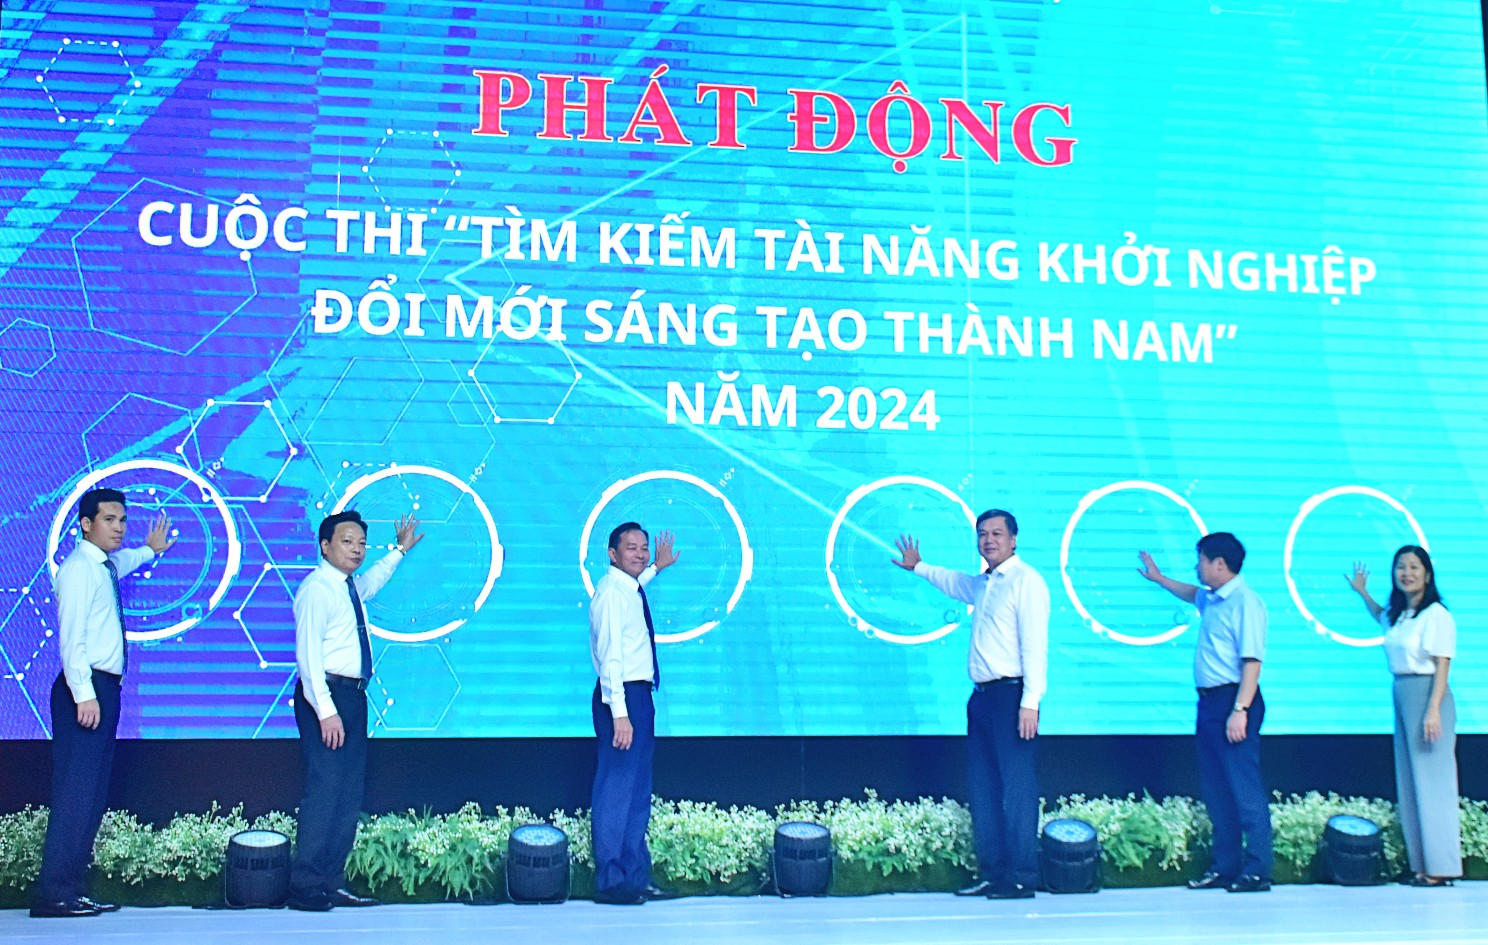 PHÁT ĐỘNG
CUỘC THI “TÌM KIẾM TÀI NĂNG KHỞI NGHIỆP
ĐỔI MỚI SÁNG TẠO THÀNH NAM”
NĂM 2024